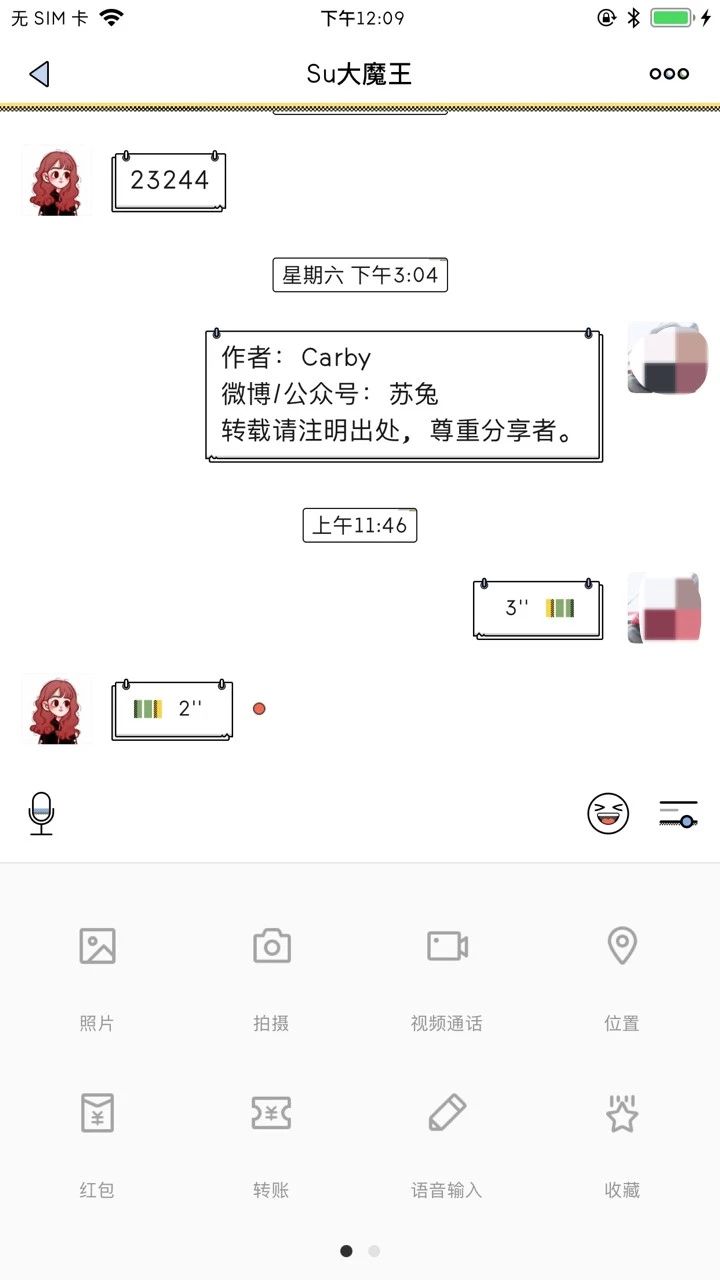 无 SIM 卡
下午12:09
Su大魔王
23244
星期六 下午3:04
作者：Carby
微博/公众号：苏兔
转载请注明出处，尊重分享者。
上午11:46
3''
2''
照片
拍摄
视频通话
位置
红包
转账
语音输入
收藏